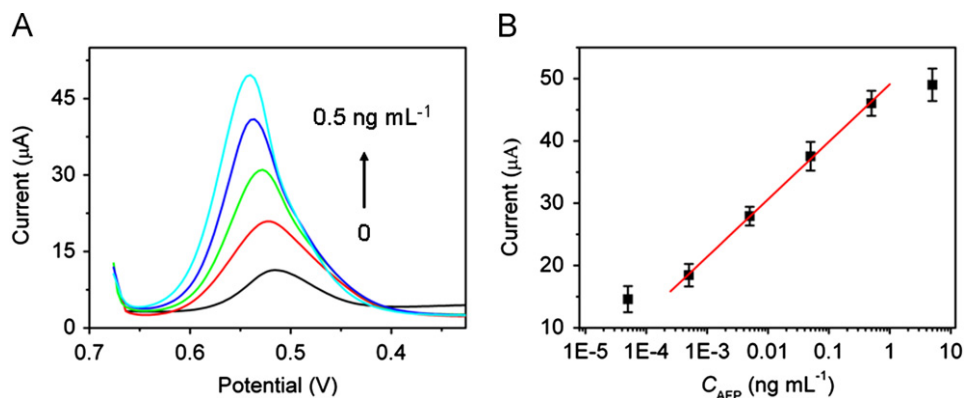 A
Current (μA)
45
30
15
0
0.5 ng mL⁻¹
0
0.7
0.6
0.5
0.4
Potential (V)
B
Current (μA)
50
40
30
20
10
1E-5
1E-4
1E-3
0.01
0.1
1
10
C_AFP (ng mL⁻¹)